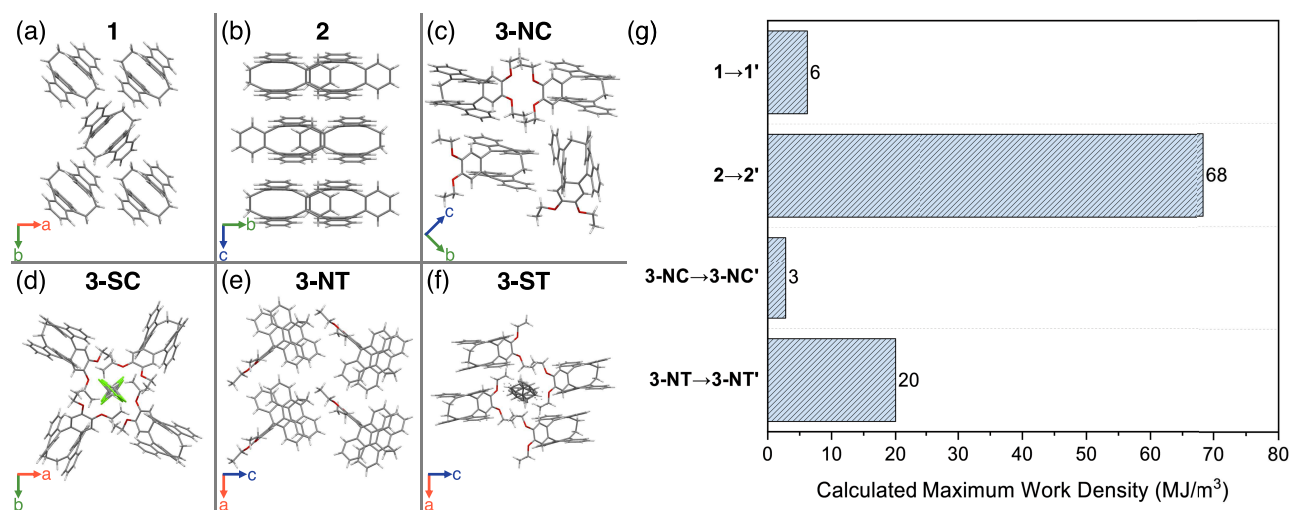 (a) 1
a
b
(b) 2
b
c
(c) 3-NC
c
b
(d) 3-SC
a
b
(e) 3-NT
c
a
(f) 3-ST
c
a
(g)
1→1' 6
2→2' 68
3-NC→3-NC' 3
3-NT→3-NT' 20
0 10 20 30 40 50 60 70 80
Calculated Maximum Work Density (MJ/m³)